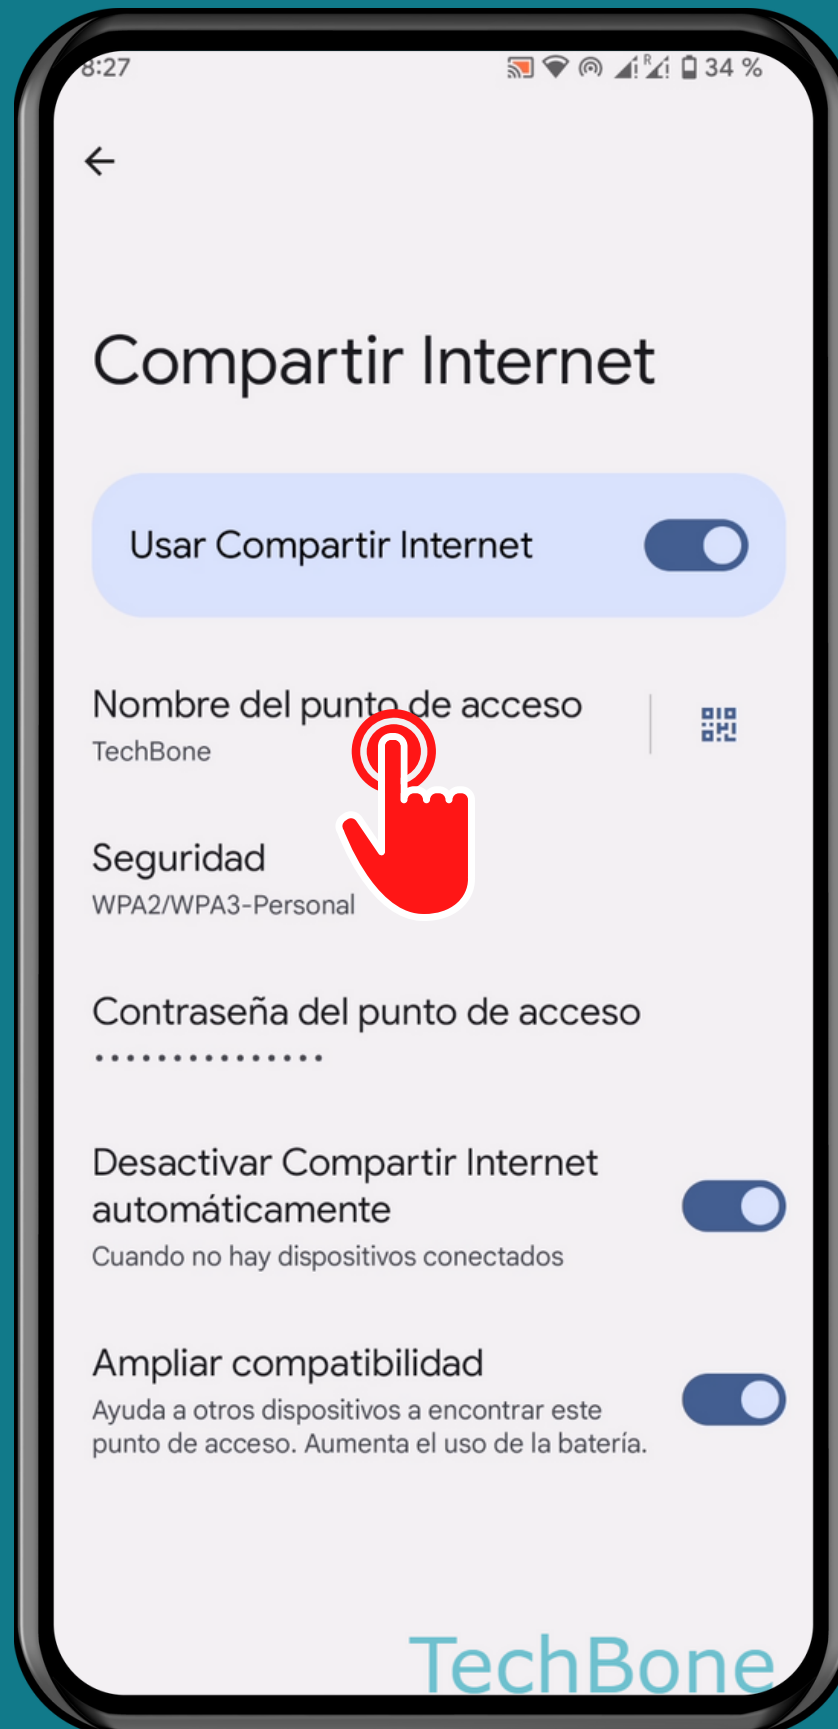 8:27
R 34 %
Compartir Internet
Usar Compartir Internet
Nombre del punto de acceso
TechBone
Seguridad
WPA2/WPA3-Personal
Contraseña del punto de acceso
•••••••••••••••
Desactivar Compartir Internet
automáticamente
Cuando no hay dispositivos conectados
Ampliar compatibilidad
Ayuda a otros dispositivos a encontrar este
punto de acceso. Aumenta el uso de la batería.
TechBone